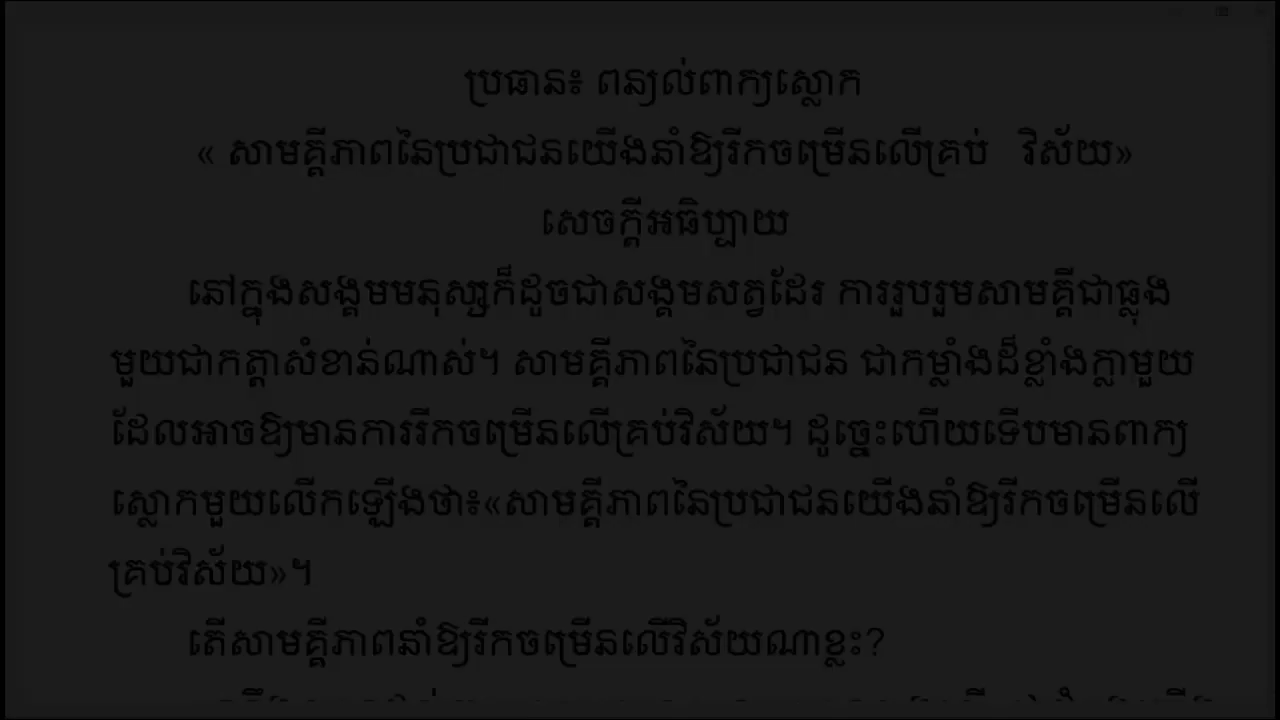 ប្រធាន៖ ពន្យល់ពាក្យស្លោក
« សាមគ្គីភាពនៃប្រជាជនយើងនាំឱ្យរីកចម្រើនលើគ្រប់ វិស័យ»
សេចក្តីអធិប្បាយ
នៅក្នុងសង្គមមនុស្សក៏ដូចជាសង្គមសត្វដែរ ការរួបរួមសាមគ្គីជាធ្លុង
មួយជាកត្តាសំខាន់ណាស់។ សាមគ្គីភាពនៃប្រជាជន ជាកម្លាំងដ៏ខ្លាំងក្លាមួយ
ដែលអាចឱ្យមានការរីកចម្រើនលើគ្រប់វិស័យ។ ដូច្នេះហើយទើបមានពាក្យ
ស្លោកមួយលើកឡើងថា៖«សាមគ្គីភាពនៃប្រជាជនយើងនាំឱ្យរីកចម្រើនលើ
គ្រប់វិស័យ»។
តើសាមគ្គីភាពនាំឱ្យរីកចម្រើនលើវិស័យណាខ្លះ?